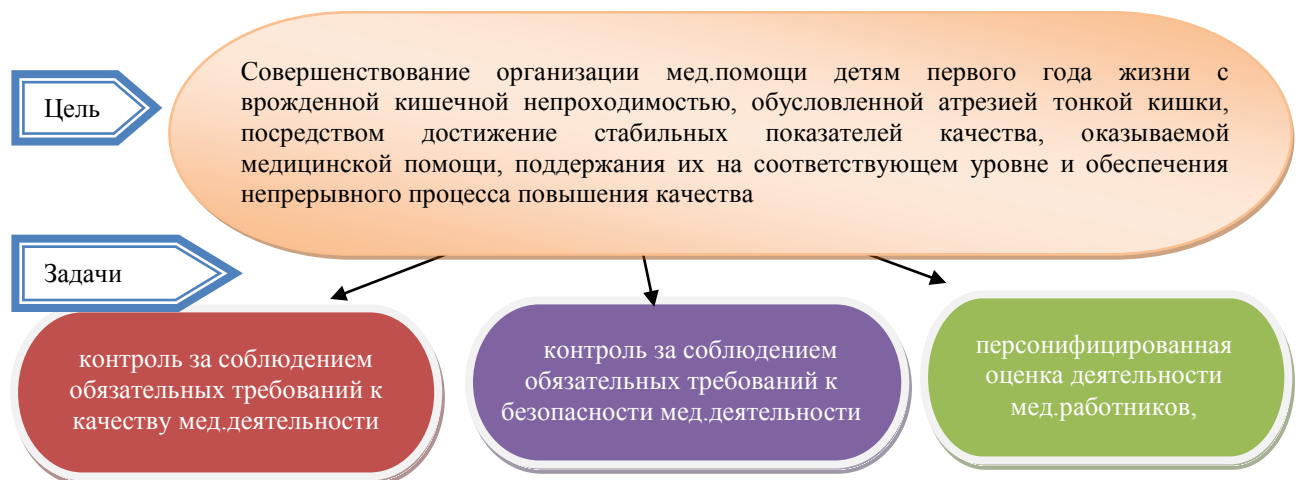 Цель
Совершенствование организации мед.помощи детям первого года жизни с
врожденной кишечной непроходимостью, обусловленной атрезией тонкой кишки,
посредством достижение стабильных показателей качества, оказываемой
медицинской помощи, поддержания их на соответствующем уровне и обеспечения
непрерывного процесса повышения качества
Задачи
контроль за соблюдением
обязательных требований к
качеству мед.деятельности
контроль за соблюдением
обязательных требований к
безопасности мед.деятельности
персонифицированная
оценка деятельности
мед.работников,